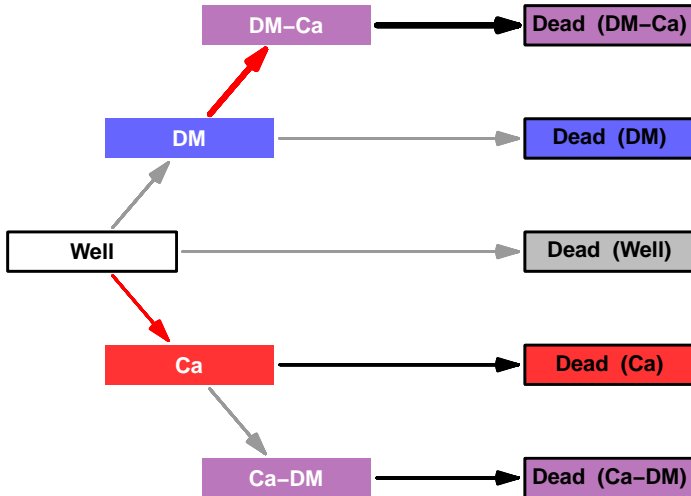 DM−Ca
Dead (DM−Ca)
DM
Dead (DM)
Well
Dead (Well)
Ca
Dead (Ca)
Ca−DM
Dead (Ca−DM)